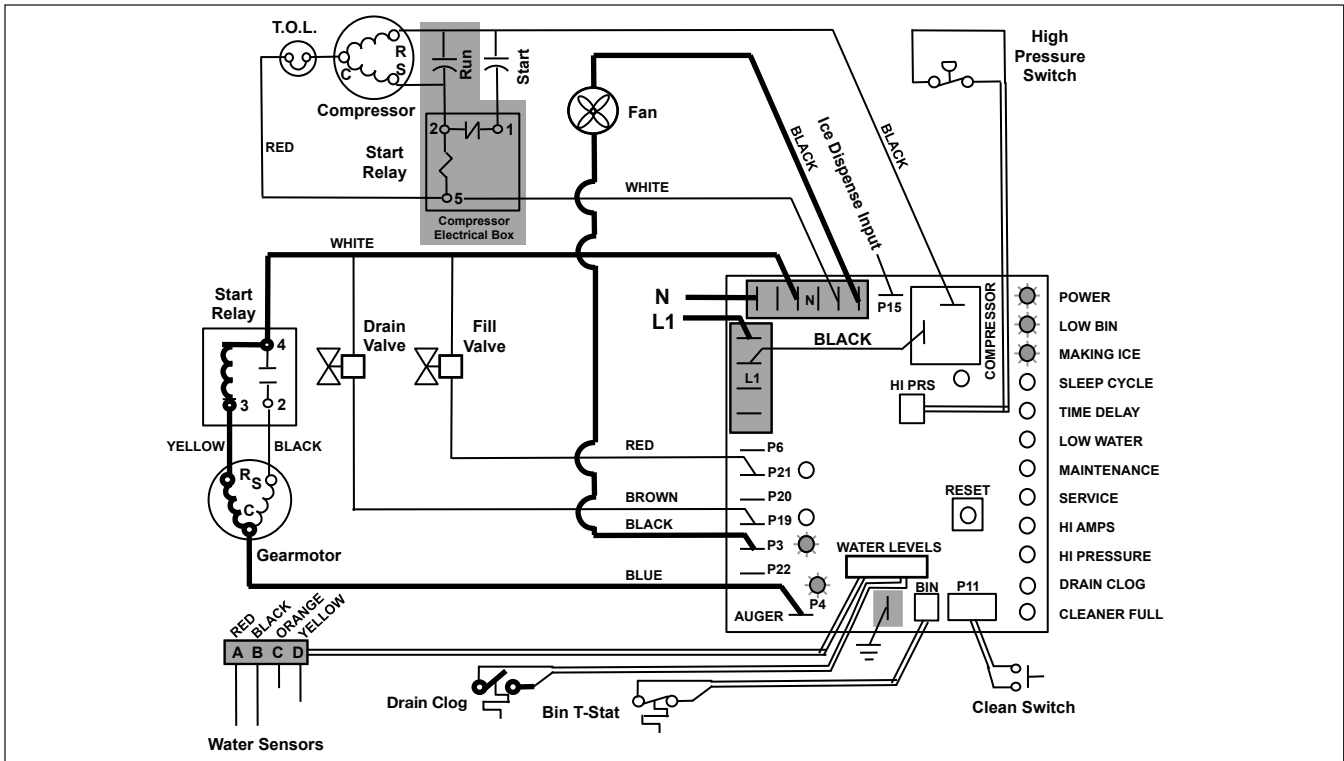 T.O.L.
R
S
C
Compressor
Run
Start
RED
2
1
5
Start
Relay
Compressor
Electrical Box
Fan
BLACK
Ice Dispense Input
BLACK
High
Pressure
Switch
WHITE
WHITE
N
L1
N
P15
COMPRESSOR
BLACK
L1
HI PRS
Start
Relay
4
3
2
Drain
Valve
Fill
Valve
YELLOW
BLACK
R
S
C
Gearmotor
RED
BROWN
BLACK
BLUE
P6
P21
P20
P19
P3
P22
P4
AUGER
RESET
WATER LEVELS
BIN
P11
POWER
LOW BIN
MAKING ICE
SLEEP CYCLE
TIME DELAY
LOW WATER
MAINTENANCE
SERVICE
HI AMPS
HI PRESSURE
DRAIN CLOG
CLEANER FULL
RED
BLACK
ORANGE
YELLOW
A B C D
Water Sensors
Drain Clog
Bin T-Stat
Clean Switch